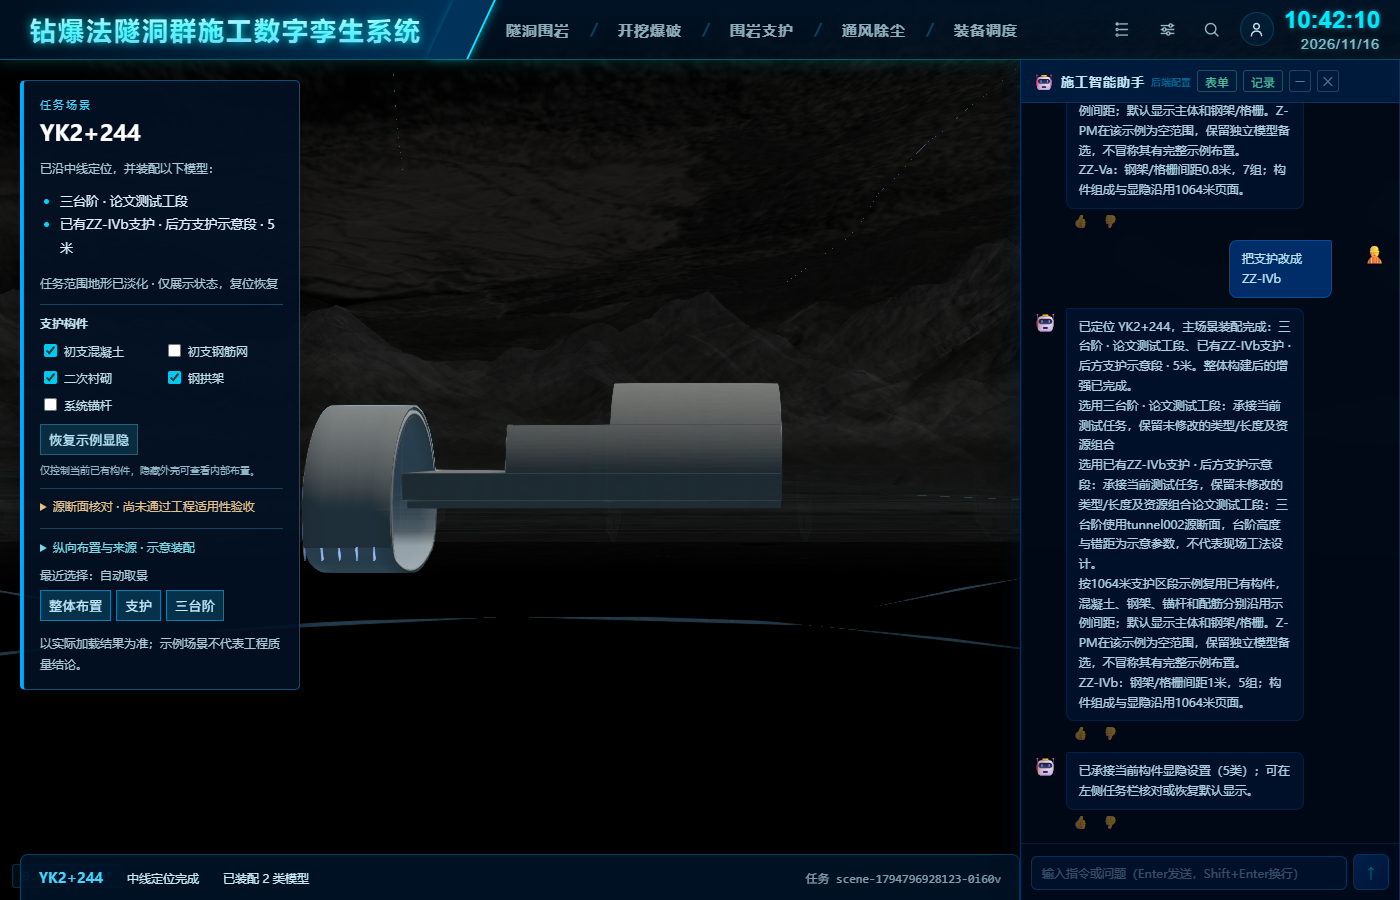 钻爆法隧洞群施工数字孪生系统
隧洞围岩 / 开挖爆破 / 围岩支护 / 通风除尘 / 装备调度
10:42:10
2026/11/16
任务场景
YK2+244
已沿中线定位，并装配以下模型：
三台阶 · 论文测试工段
已有ZZ-IVb支护 · 后方支护示意段 · 5
米
任务范围地形已淡化 · 仅展示状态，复位恢复
支护构件
初支混凝土 初支钢筋网
二次衬砌 钢拱架
系统锚杆
恢复示例显隐
仅控制当前已有构件，隐藏外壳可查看内部布置。
源断面核对 · 尚未通过工程适用性验收
纵向布置与来源 · 示意装配
最近选择：自动取景
整体布置 支护 三台阶
以实际加载结果为准；示例场景不代表工程质
量结论。
YK2+244 中线定位完成 已装配 2 类模型
任务 scene-1794796928123-0i60v
施工智能助手 后端配置 表单 记录
例间距；默认显示主体和钢架/格栅。Z-
PM在该示例为空范围，保留独立模型备
选，不冒称其有完整示例布置。
ZZ-Va：钢架/格栅间距0.8米，7组；构
件组成与显隐沿用1064米页面。
把支护改成
ZZ-IVb
已定位 YK2+244，主场景装配完成：三
台阶 · 论文测试工段、已有ZZ-IVb支护 ·
后方支护示意段 · 5米。整体构建后的增
强已完成。
选用三台阶 · 论文测试工段：承接当前
测试任务，保留未修改的类型/长度及资
源组合
选用已有ZZ-IVb支护 · 后方支护示意
段：承接当前测试任务，保留未修改的
类型/长度及资源组合论文测试工段：三
台阶使用tunnel002源断面，台阶高度
与错距为示意参数，不代表现场工法设
计。
按1064米支护区段示例复用已有构件，
混凝土、钢架、锚杆和配筋分别沿用示
例间距；默认显示主体和钢架/格栅。Z-
PM在该示例为空范围，保留独立模型备
选，不冒称其有完整示例布置。
ZZ-IVb：钢架/格栅间距1米，5组；构
件组成与显隐沿用1064米页面。
已承接当前构件显隐设置（5类）；可在
左侧任务栏核对或恢复默认显示。
输入指令或问题（Enter发送，Shift+Enter换行）